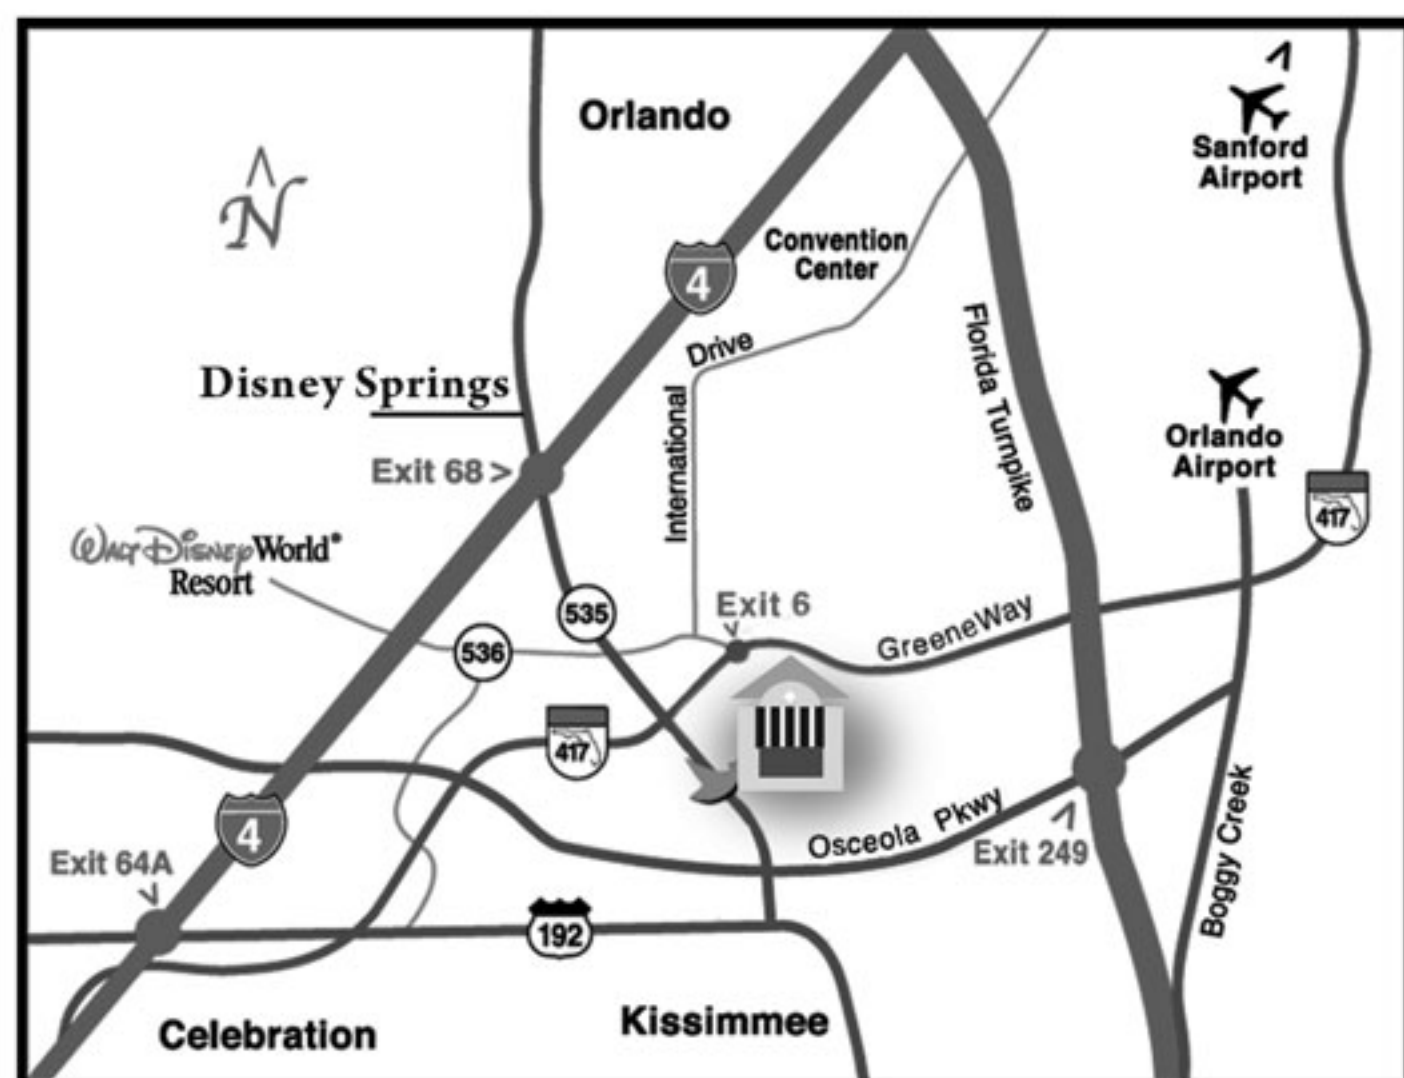 Orlando
Sanford
Airport
N
Convention
Center
4
Drive
International
Florida Turnpike
Disney Springs
Exit 68 >
Orlando
Airport
417
Walt Disney World®
Resort
535
536
Exit 6
GreeneWay
417
4
Exit 64A
Osceola Pkwy
Exit 249
Boggy Creek
192
Celebration
Kissimmee